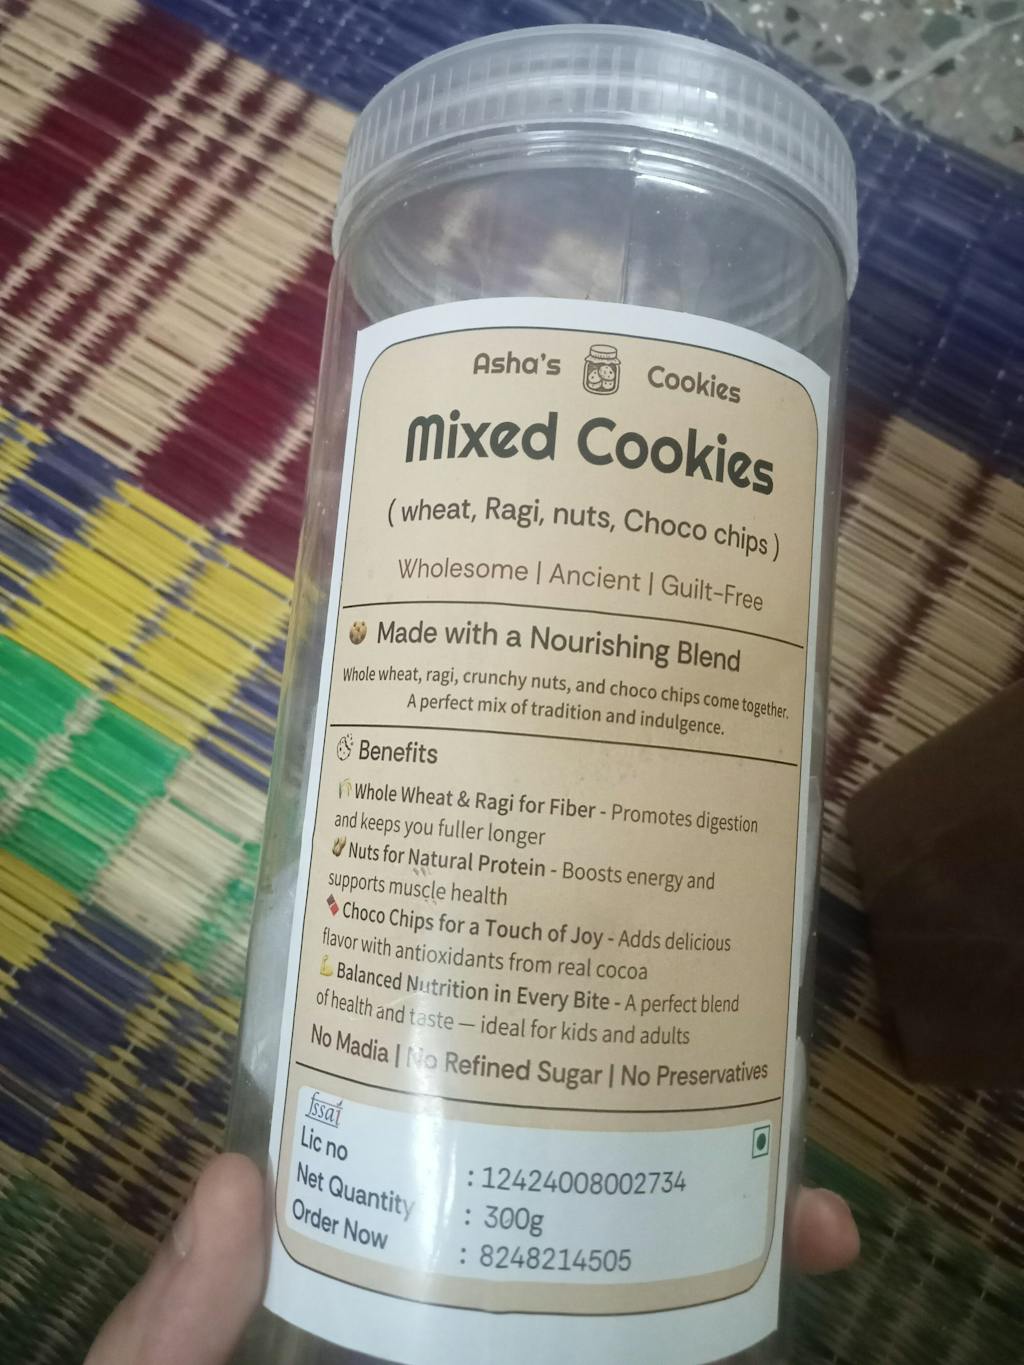 Asha's Cookies
Mixed Cookies
( wheat, Ragi, nuts, Choco chips )
Wholesome | Ancient | Guilt-Free
Made with a Nourishing Blend
Whole wheat, ragi, crunchy nuts, and choco chips come together.
A perfect mix of tradition and indulgence.
Benefits
Whole Wheat & Ragi for Fiber - Promotes digestion
and keeps you fuller longer
Nuts for Natural Protein - Boosts energy and
supports muscle health
Choco Chips for a Touch of Joy - Adds delicious
flavor with antioxidants from real cocoa
Balanced Nutrition in Every Bite - A perfect blend
of health and taste — ideal for kids and adults
No Madia | No Refined Sugar | No Preservatives
fssai
Lic no : 12424008002734
Net Quantity : 300g
Order Now : 8248214505